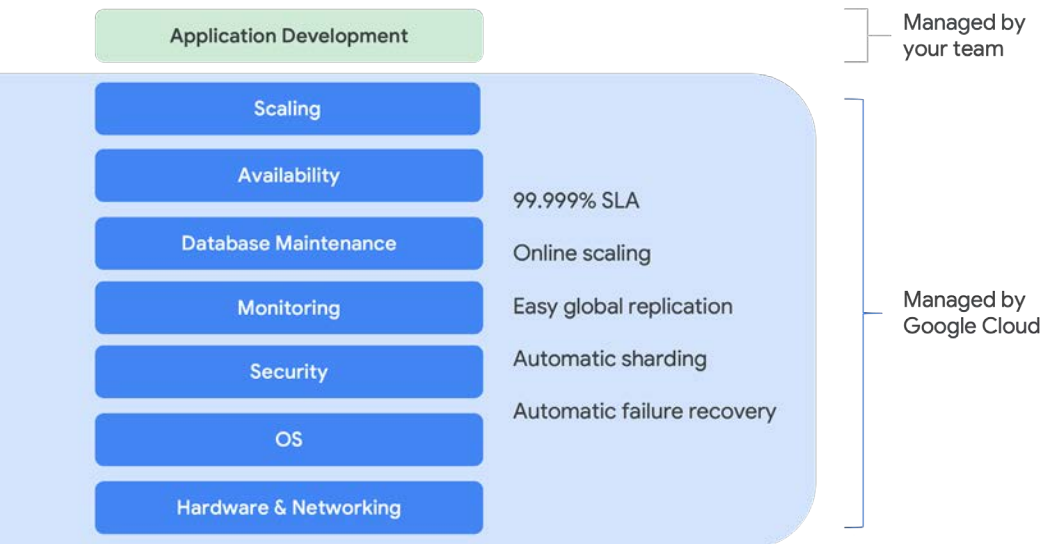 Application Development
Managed by
your team
Scaling
Availability
Database Maintenance
Monitoring
Security
OS
Hardware & Networking
99.999% SLA
Online scaling
Easy global replication
Automatic sharding
Automatic failure recovery
Managed by
Google Cloud